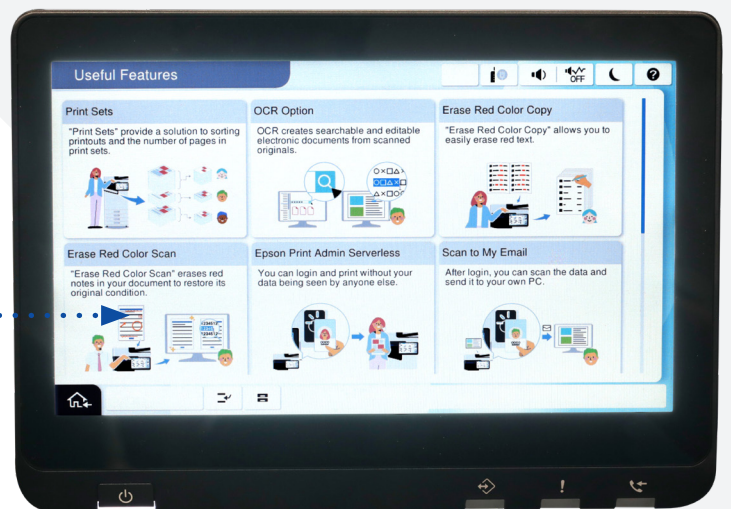 Useful Features
OFF
?
Print Sets
"Print Sets" provide a solution to sorting
printouts and the number of pages in
print sets.
OCR Option
OCR creates searchable and editable
electronic documents from scanned
originals.
Erase Red Color Copy
"Erase Red Color Copy" allows you to
easily erase red text.
Erase Red Color Scan
"Erase Red Color Scan" erases red
notes in your document to restore its
original condition.
Epson Print Admin Serverless
You can login and print without your
data being seen by anyone else.
Scan to My Email
After login, you can scan the data and
send it to your own PC.
!